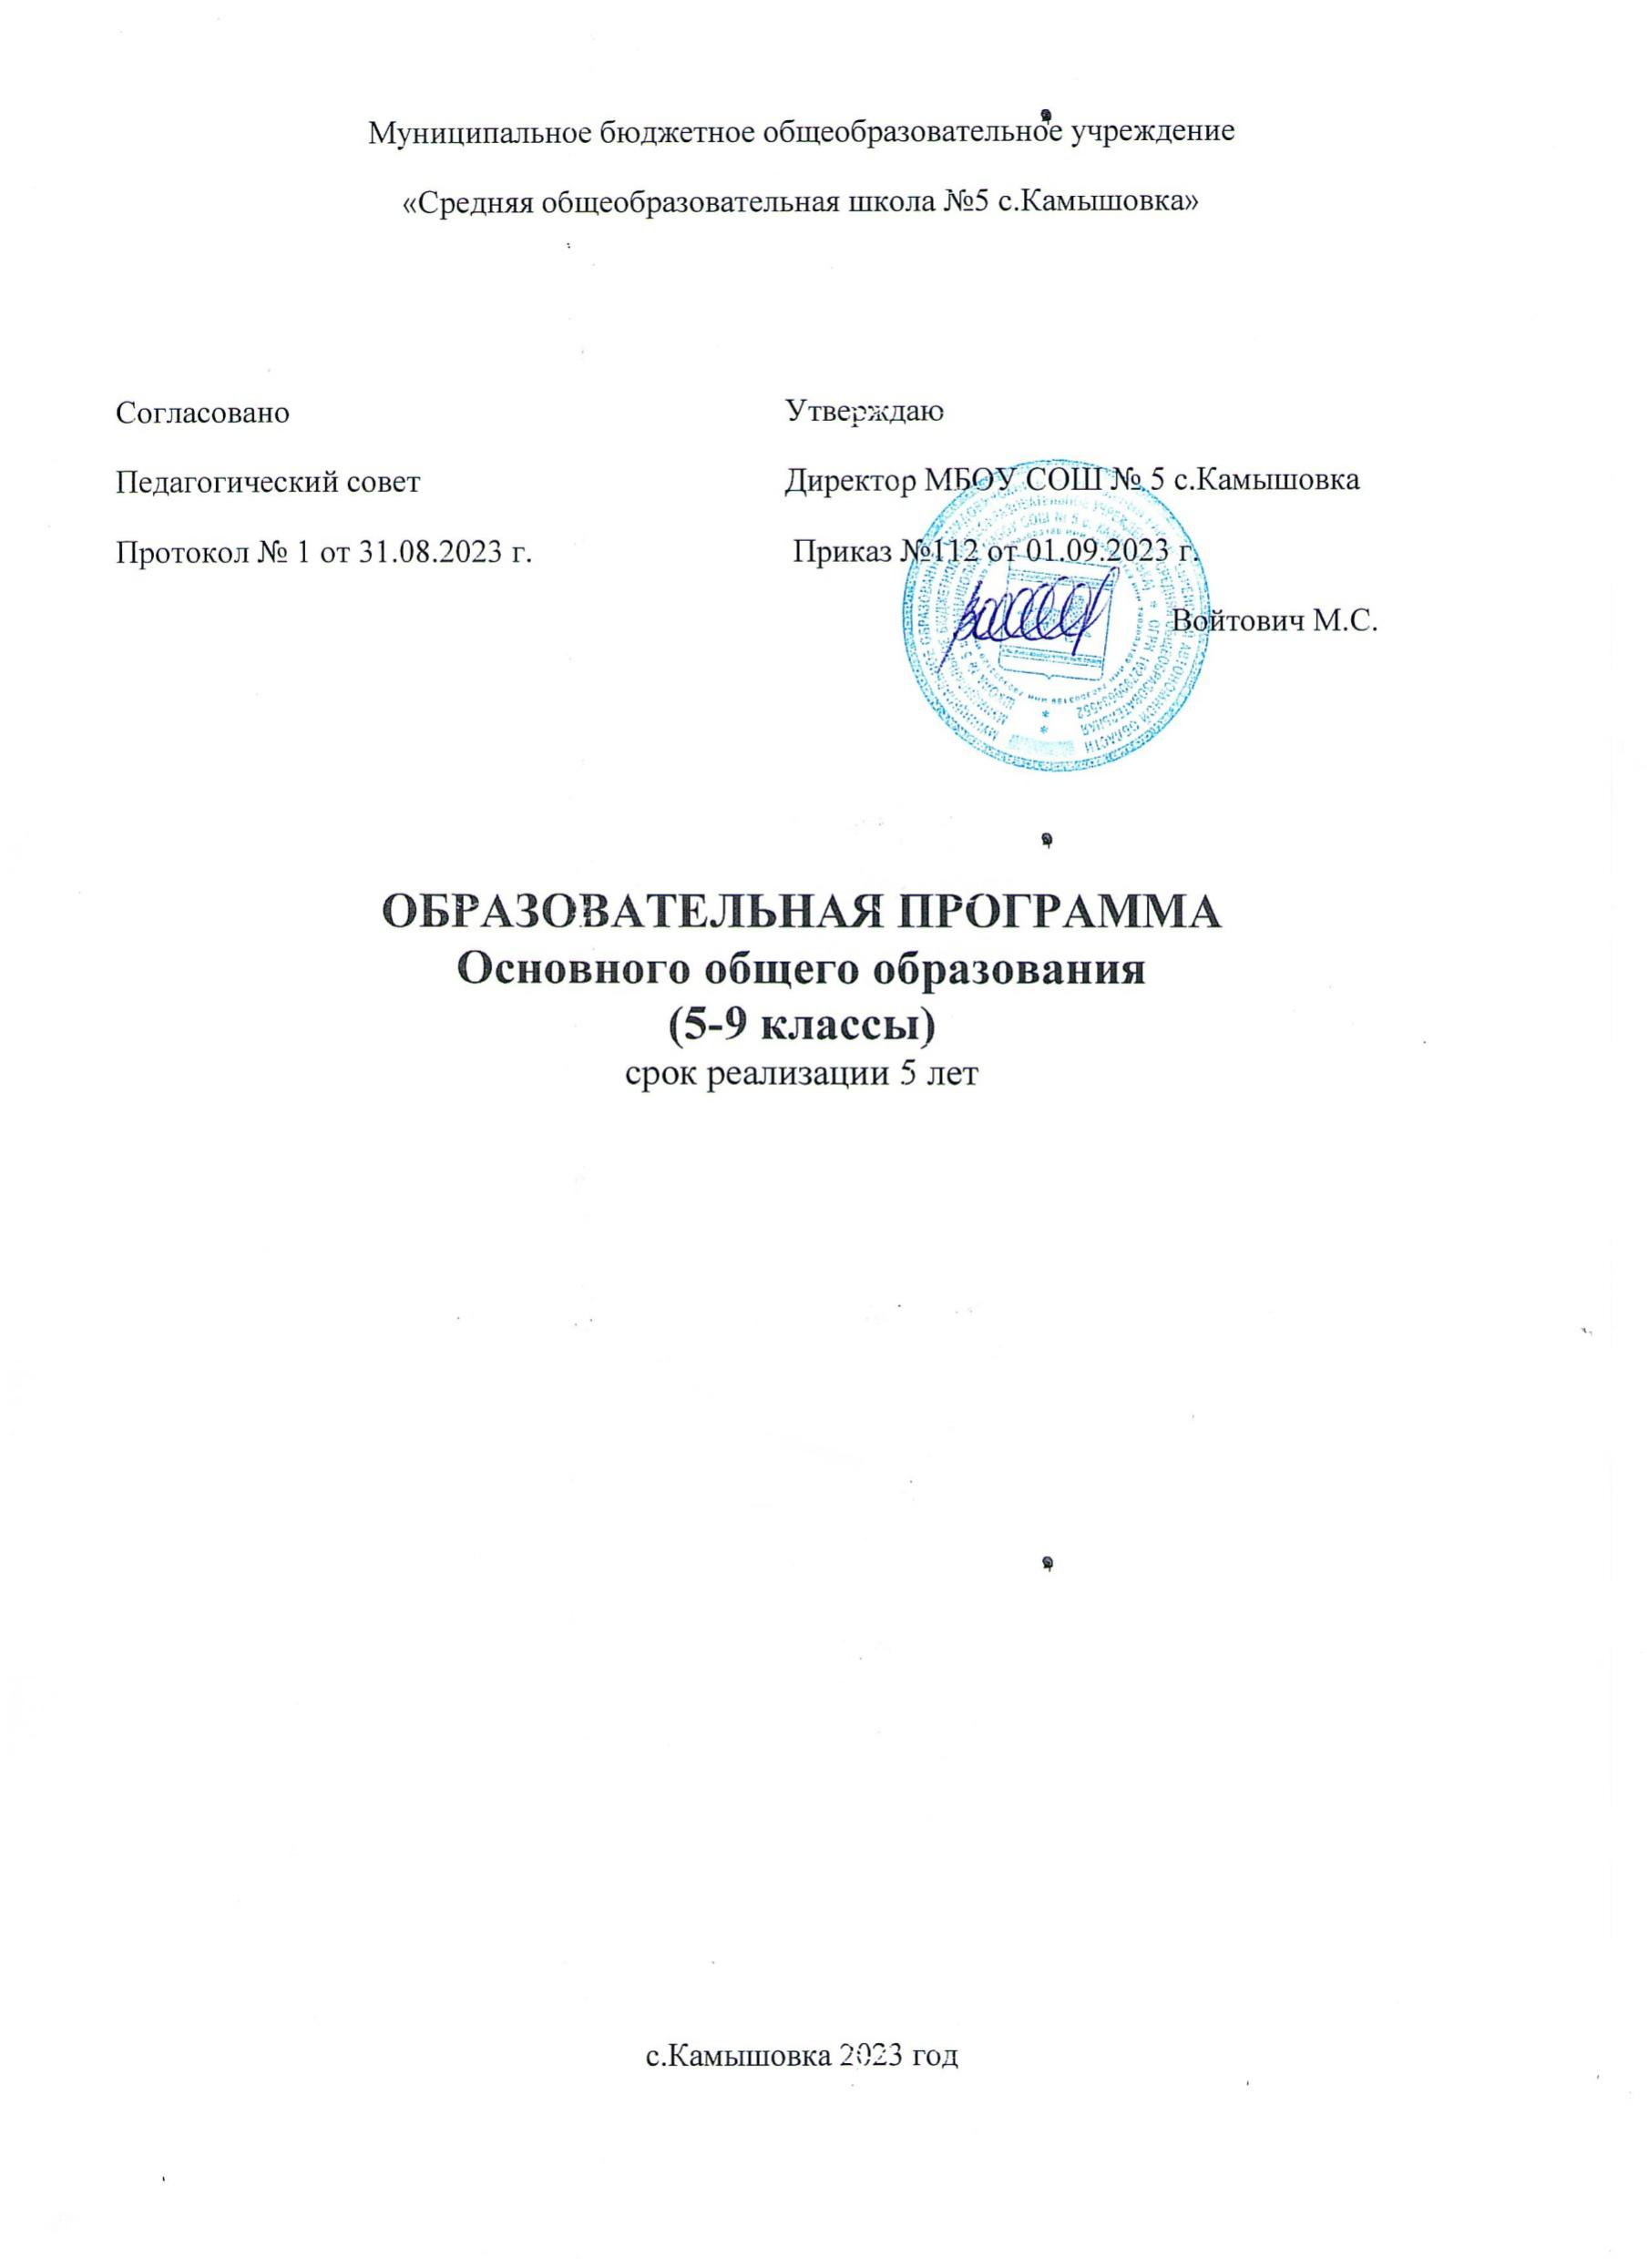 Муниципальное бюджетное общеобразовательное учреждение
«Средняя общеобразовательная школа №5 с.Камышовка»
Согласовано
Утверждаю
Педагогический совет
Директор МБОУ СОШ № 5 с.Камышовка
Протокол № 1 от 31.08.2023 г.
Приказ №112 от 01.09.2023 г.
Войтович М.С.
ОБРАЗОВАТЕЛЬНАЯ ПРОГРАММА
Основного общего образования
(5-9 классы)
срок реализации 5 лет
с.Камышовка 2023 год